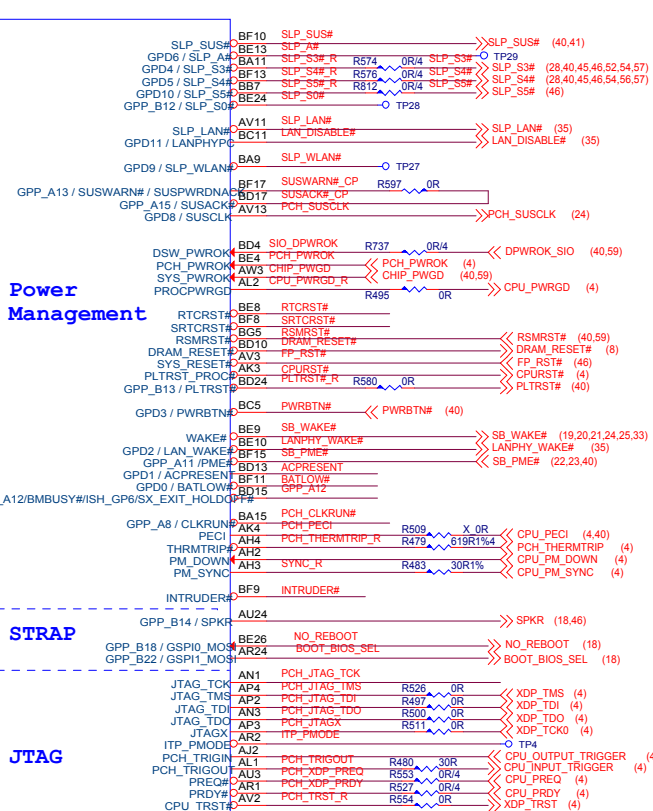 SLP_SUS# BF10 SLP_SUS# SLP_SUS# (40,41)
GPD6 / SLP_A# BE13 SLP_A# TP29
GPD4 / SLP_S3# BA11 SLP_S3#_R R574 0R/4 SLP_S3# SLP_S3# (28,40,45,46,52,54,57)
GPD5 / SLP_S4# BF13 SLP_S4#_R R576 0R/4 SLP_S4# SLP_S4# (28,40,45,46,54,56,57)
GPD10 / SLP_S5# BB7 SLP_S5#_R R812 0R/4 SLP_S5# SLP_S5# (46)
GPP_B12 / SLP_S0# BE24 SLP_S0# TP28
SLP_LAN# AV11 SLP_LAN# SLP_LAN# (35)
GPD11 / LANPHYPC BC11 LAN_DISABLE# LAN_DISABLE# (35)
GPD9 / SLP_WLAN# BA9 SLP_WLAN# TP27
GPP_A13 / SUSWARN# / SUSPWRDNACK BF17 SUSWARN#_CP R597 0R
GPP_A15 / SUSACK# BD17 SUSACK#_CP
GPD8 / SUSCLK AV13 PCH_SUSCLK PCH_SUSCLK (24)
DSW_PWROK BD4 SIO_DPWROK R737 0R/4 DPWROK_SIO (40,59)
PCH_PWROK BE4 PCH_PWROK PCH_PWROK (4)
SYS_PWROK AW3 CHIP_PWGD CHIP_PWGD (40,59)
PROCPWRGD AL2 CPU_PWRGD_R R495 0R CPU_PWRGD (4)
Power
Management
RTCRST# BE8 RTCRST#
SRTCRST# BF8 SRTCRST#
RSMRST# BG5 RSMRST# RSMRST# (40,59)
DRAM_RESET# BD10 DRAM_RESET# DRAM_RESET# (8)
SYS_RESET# AV3 FP_RST# FP_RST# (46)
PLTRST_PROC# AK3 CPURST# CPURST# (4)
GPP_B13 / PLTRST# BD24 PLTRST#_R R580 0R PLTRST# (40)
GPD3 / PWRBTN# BC5 PWRBTN# PWRBTN# (40)
WAKE# BE9 SB_WAKE# SB_WAKE# (19,20,21,24,25,33)
GPD2 / LAN_WAKE# BE10 LANPHY_WAKE# LANPHY_WAKE# (35)
GPP_A11 /PME# BF15 SB_PME# SB_PME# (22,23,40)
GPD1 / ACPRESENT BD13 ACPRESENT
GPD0 / BATLOW# BF11 BATLOW#
_A12/BMBUSY#/ISH_GP6/SX_EXIT_HOLDOFF# BD15 GPP_A12
GPP_A8 / CLKRUN# BA15 PCH_CLKRUN#
PECI AK4 PCH_PECI R509 X_0R CPU_PECI (4,40)
THRMTRIP# AH4 PCH_THERMTRIP_R R479 619R1%4 PCH_THERMTRIP (4)
PM_DOWN AH2 CPU_PM_DOWN (4)
PM_SYNC AH3 SYNC_R R483 30R1% CPU_PM_SYNC (4)
INTRUDER# BF9 INTRUDER#
STRAP
GPP_B14 / SPKR AU24 SPKR (18,46)
GPP_B18 / GSPI0_MOSI BE26 NO_REBOOT NO_REBOOT (18)
GPP_B22 / GSPI1_MOSI AR24 BOOT_BIOS_SEL BOOT_BIOS_SEL (18)
JTAG
JTAG_TCK AN1 PCH_JTAG_TCK
JTAG_TMS AP4 PCH_JTAG_TMS R526 0R XDP_TMS (4)
JTAG_TDI AP2 PCH_JTAG_TDI R497 0R XDP_TDI (4)
JTAG_TDO AN3 PCH_JTAG_TDO R500 0R XDP_TDO (4)
JTAGX AP3 PCH_JTAGX R511 0R XDP_TCK0 (4)
ITP_PMODE AR2 ITP_PMODE TP4
PCH_TRIGIN AJ2 CPU_OUTPUT_TRIGGER (4
PCH_TRIGOUT AL1 PCH_TRIGOUT R480 30R CPU_INPUT_TRIGGER (4)
PREQ# AU3 PCH_XDP_PREQ R553 0R/4 CPU_PREQ (4)
PRDY# AR1 PCH_XDP_PRDY R527 0R/4 CPU_PRDY (4)
CPU_TRST# AV2 PCH_TRST_R R554 0R XDP_TRST (4)